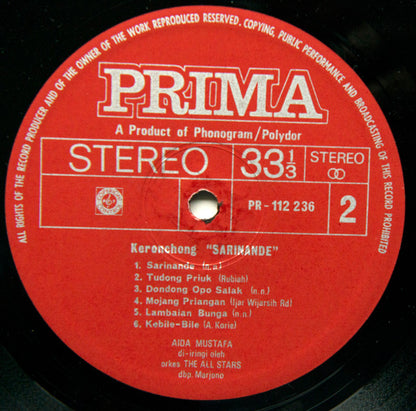 ALL RIGHTS OF THE RECORD PRODUCER AND OF THE OWNER OF THE WORK REPRODUCED RESERVED. COPYING, PUBLIC PERFORMANCE AND BROADCASTING OF THIS RECORD PROHIBITED
PRIMA
A Product of Phonogram/Polydor
STEREO 33 1/3 STEREO
PR - 112 236 2
Keronchong "SARINANDE"
1. Sarinande (n.n)
2. Tudong Priuk (Rubiah)
3. Dondong Opo Salak (n.n.)
4. Mojang Priangan (Ijar Wijarsih Rd)
5. Lambaian Bunga (n.n.)
6. Kebile-Bile (A. Korie)
AIDA MUSTAFA
di-iringi oleh
orkes THE ALL STARS
dbp. Marjono